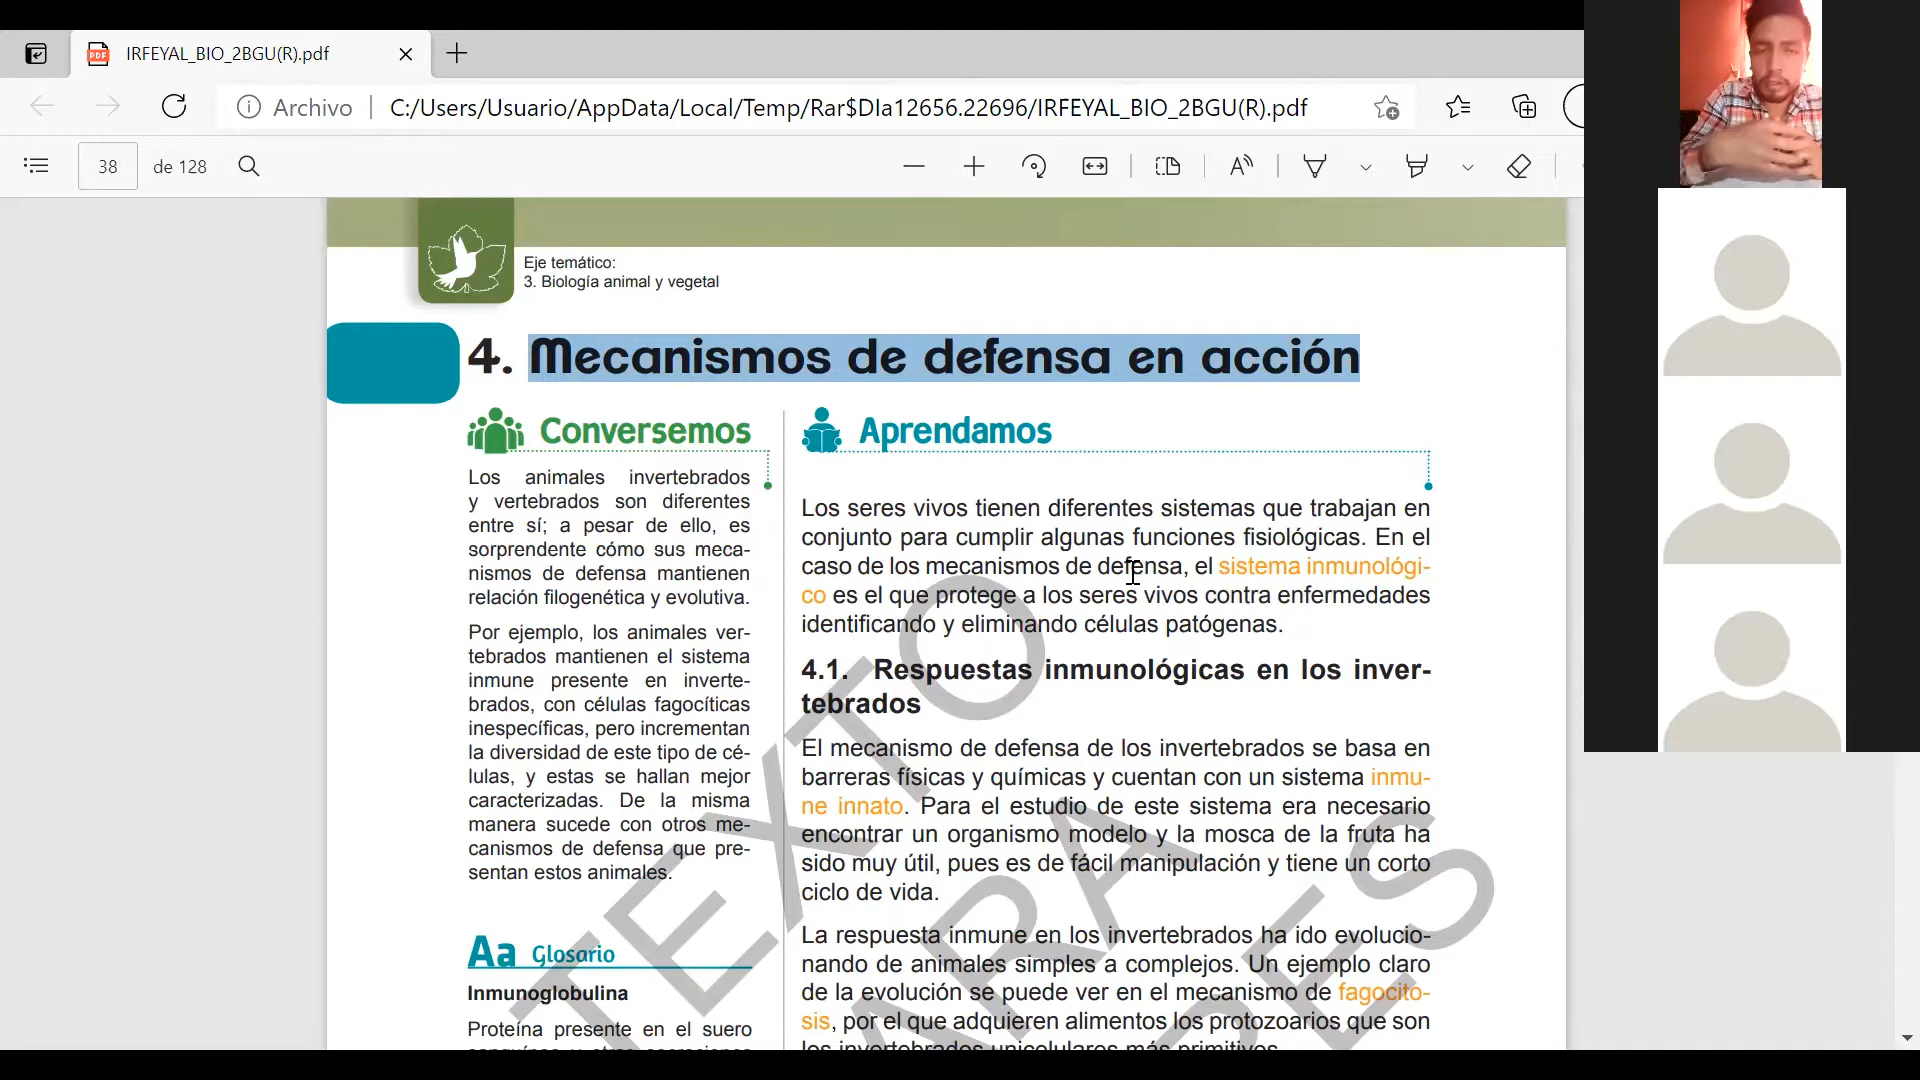 IRFEYAL_BIO_2BGU(R).pdf
Archivo
C:/Users/Usuario/AppData/Local/Temp/Rar$DIa12656.22696/IRFEYAL_BIO_2BGU(R).pdf
38
de 128
Eje temático:
3. Biología animal y vegetal
4. Mecanismos de defensa en acción
Conversemos
Los animales invertebrados
y vertebrados son diferentes
entre sí; a pesar de ello, es
sorprendente cómo sus meca-
nismos de defensa mantienen
relación filogenética y evolutiva.
Por ejemplo, los animales ver-
tebrados mantienen el sistema
inmune presente en inverte-
brados, con células fagocíticas
inespecíficas, pero incrementan
la diversidad de este tipo de cé-
lulas, y estas se hallan mejor
caracterizadas. De la misma
manera sucede con otros me-
canismos de defensa que pre-
sentan estos animales.
Aa Glosario
Inmunoglobulina
Proteína presente en el suero
sanguíneo y otras secreciones
Aprendamos
Los seres vivos tienen diferentes sistemas que trabajan en
conjunto para cumplir algunas funciones fisiológicas. En el
caso de los mecanismos de defensa, el sistema inmunológi-
co es el que protege a los seres vivos contra enfermedades
identificando y eliminando células patógenas.
4.1. Respuestas inmunológicas en los inver-
tebrados
El mecanismo de defensa de los invertebrados se basa en
barreras físicas y químicas y cuentan con un sistema inmu-
ne innato. Para el estudio de este sistema era necesario
encontrar un organismo modelo y la mosca de la fruta ha
sido muy útil, pues es de fácil manipulación y tiene un corto
ciclo de vida.
La respuesta inmune en los invertebrados ha ido evolucio-
nando de animales simples a complejos. Un ejemplo claro
de la evolución se puede ver en el mecanismo de fagocito-
sis, por el que adquieren alimentos los protozoarios que son
los invertebrados unicelulares más primitivos.
TEXTO